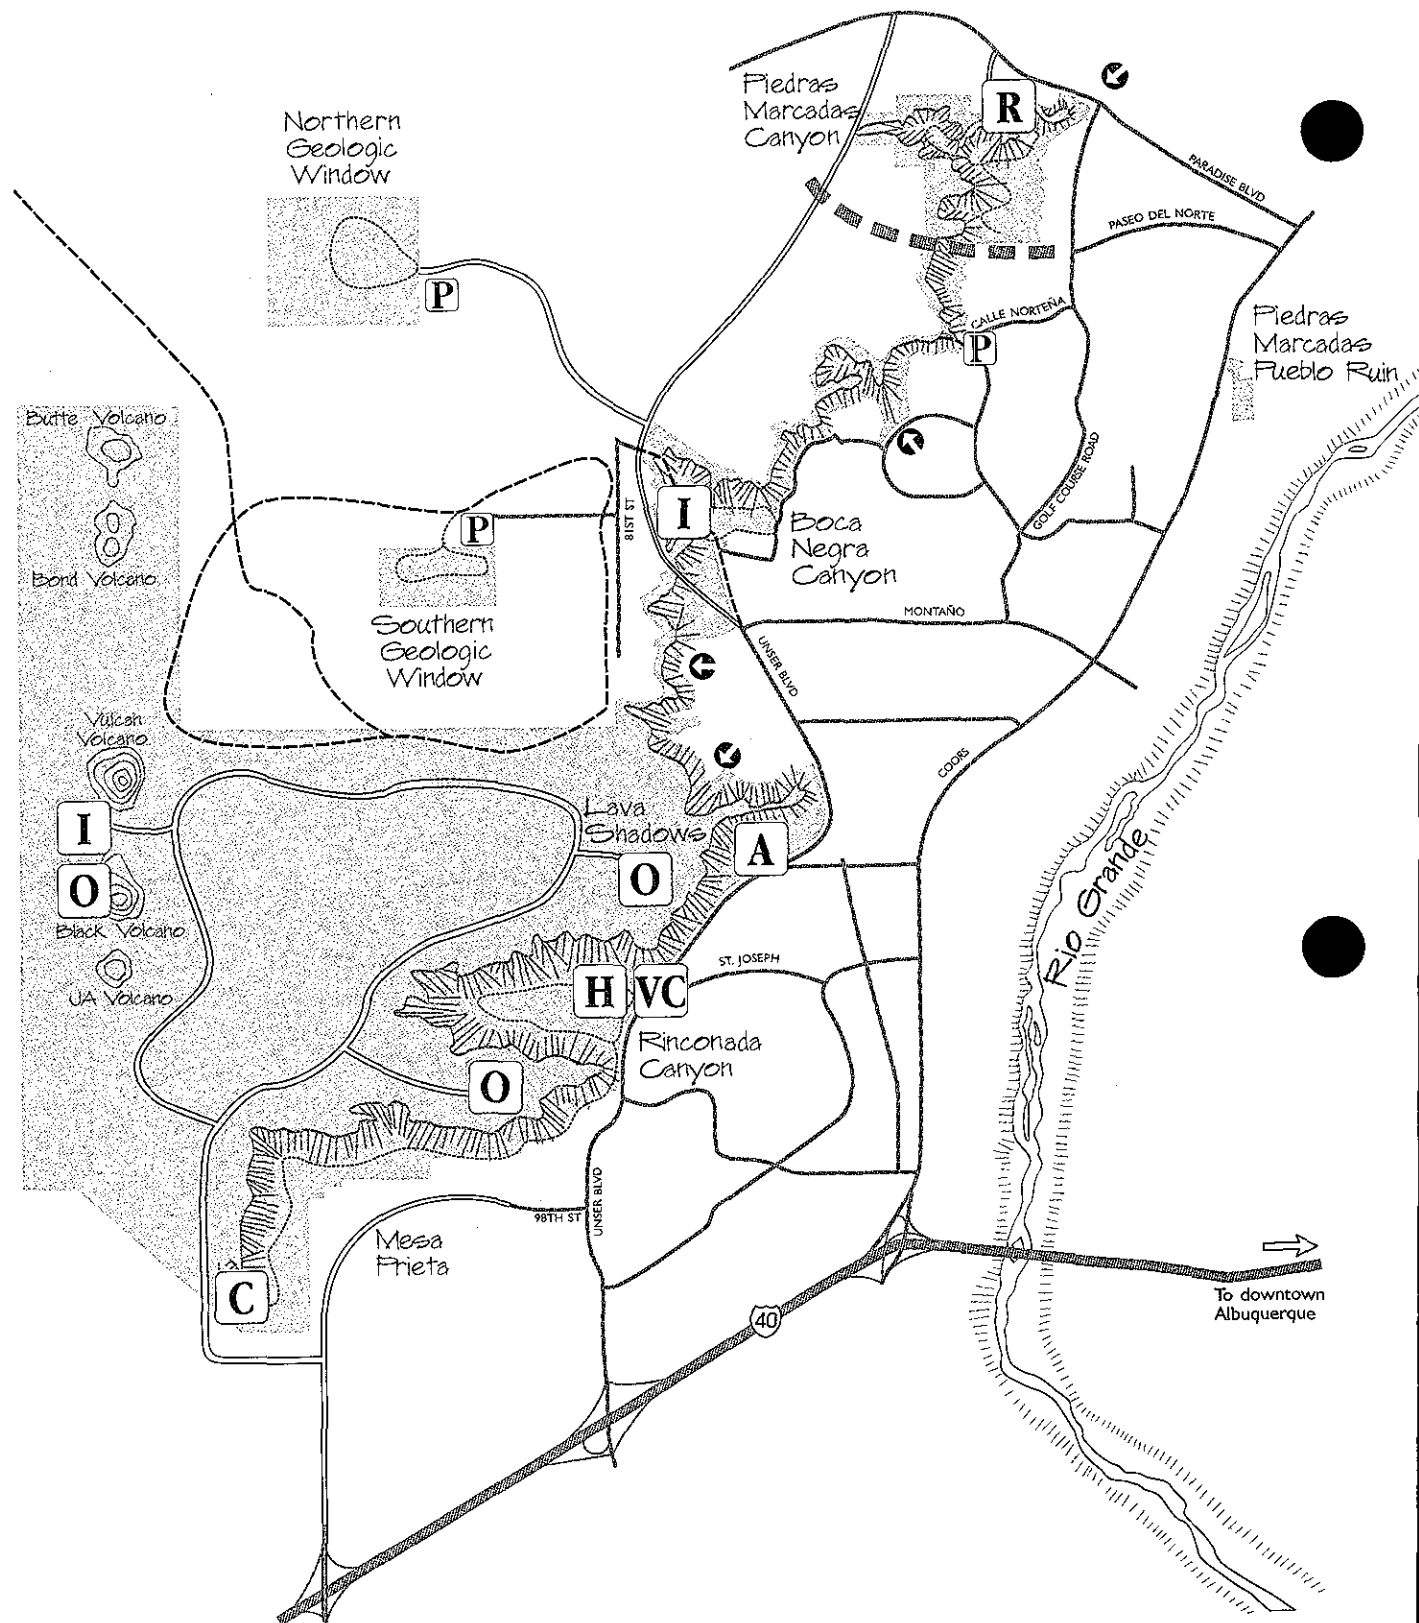 Piedras
Marcadas
Canyon
R
PARADISE BLVD
PASEO DEL NORTE
Northern
Geologic
Window
P
CALLE NORTEÑA
P
Piedras
Marcadas
Pueblo Ruin
Butte Volcano
Bond Volcano
P
81ST ST
I
Boca
Negra
Canyon
GOLF COURSE ROAD
Southern
Geologic
Window
MONTAÑO
UNSER BLVD
Vulcan
Volcano
COORS
I
Lava
Shadows
A
O
O
Black Volcano
JA Volcano
Rio Grande
ST. JOSEPH
H
VC
Rinconada
Canyon
O
98TH ST
UNSER BLVD
Mesa
Prieta
C
40
To downtown
Albuquerque